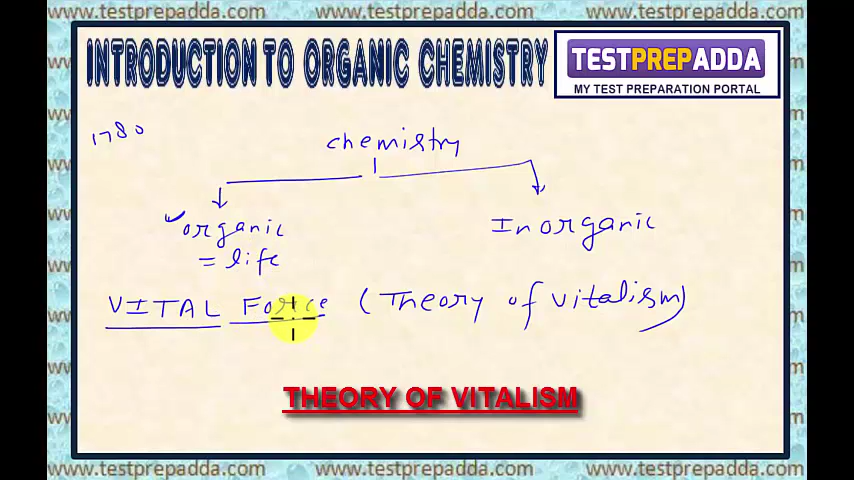 www.testprepadda.com www.testprepadda.com www.testprepadda.com
INTRODUCTION TO ORGANIC CHEMISTRY
TESTPREPADDA
MY TEST PREPARATION PORTAL
1780
chemistry
organic Inorganic
= life
VITAL Force (Theory of vitalism)
THEORY OF VITALISM
www.testprepadda.com www.testprepadda.com www.testprepadda.com